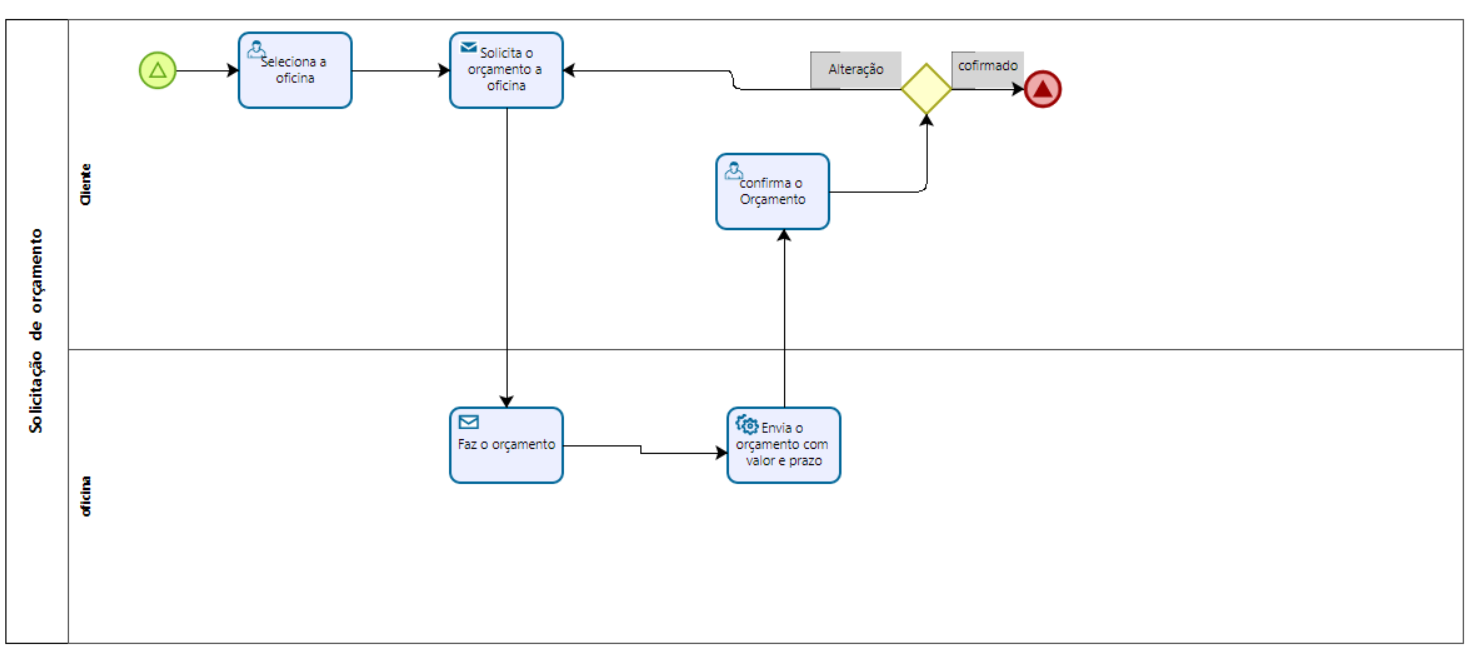 Solicitação de orçamento
Cliente
Seleciona a
oficina
Solicita o
orçamento a
oficina
Alteração
cofirmado
confirma o
Orçamento
oficina
Faz o orçamento
Envia o
orçamento com
valor e prazo